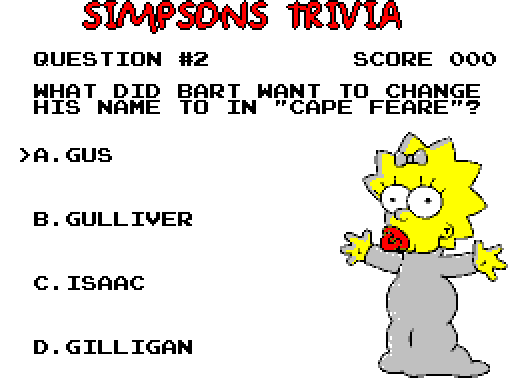 SIMPSONS TRIVIA
QUESTION #2 SCORE 000
WHAT DID BART WANT TO CHANGE
HIS NAME TO IN "CAPE FEARE"?
>A.GUS
B.GULLIVER
C.ISAAC
D.GILLIGAN